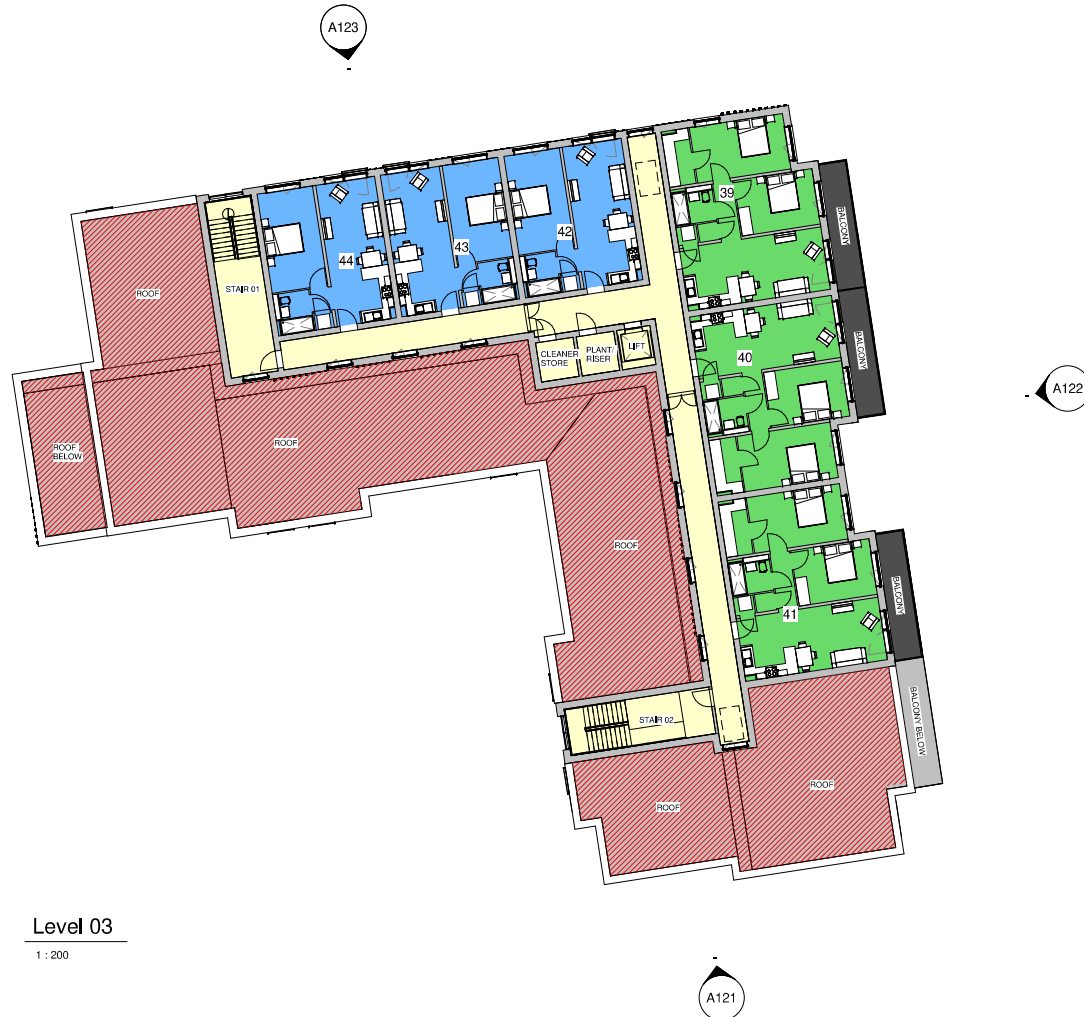 A123
39
BALCONY
ROOF
STAIR 01
44
43
42
CLEANER
STORE
PLANT/
RISER
LIFT
40
BALCONY
A122
ROOF
BELOW
ROOF
ROOF
41
BALCONY
STAIR 02
BALCONY BELOW
ROOF
ROOF
Level 03
1 : 200
A121